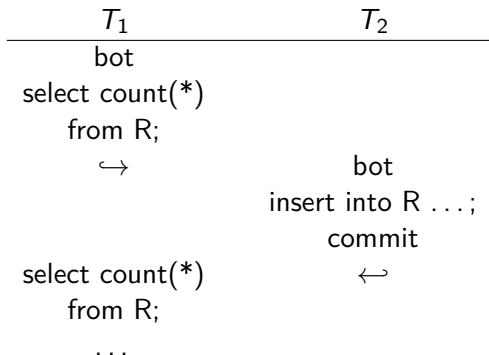 T₁ T₂
bot
select count(*)
from R;
↪ bot
insert into R ...;
commit
select count(*) ↩
from R;
...